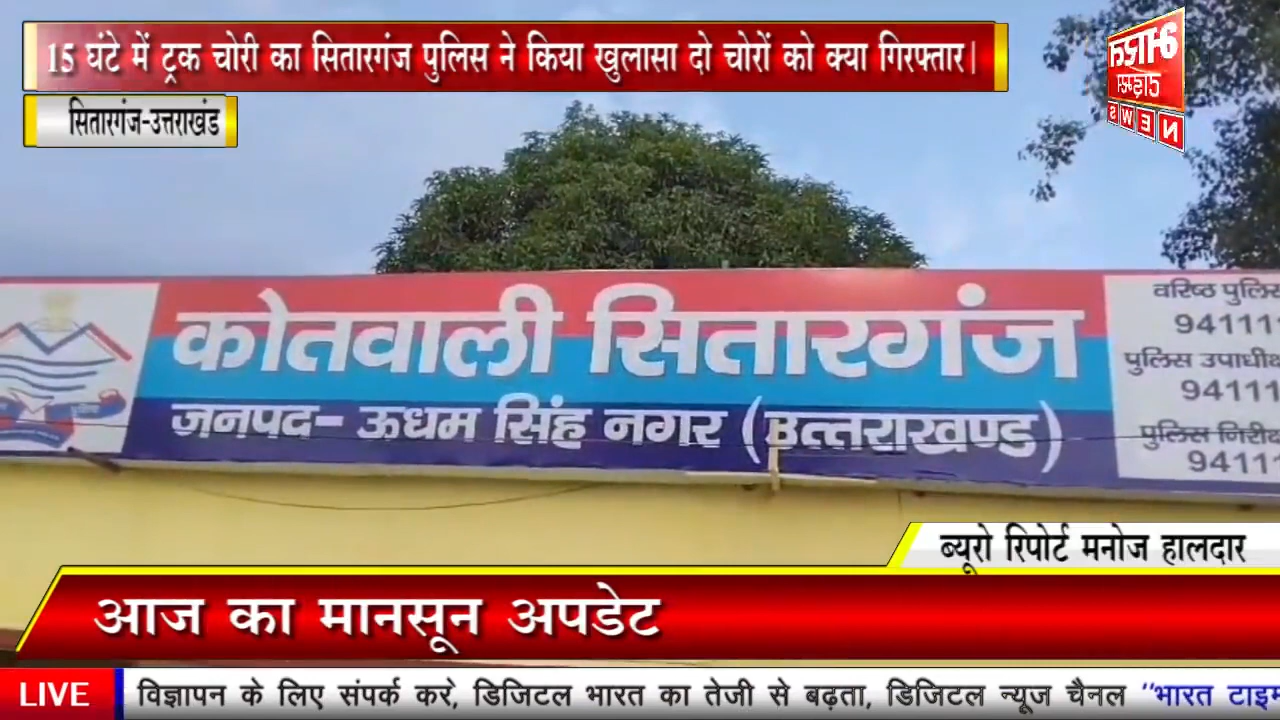 15 घंटे में ट्रक चोरी का सितारगंज पुलिस ने किया खुलासा दो चोरों को क्या गिरफ्तार|
सितारगंज-उत्तराखंड
NEWS
कोतवाली सितारगंज
जनपद- ऊधम सिंह नगर (उत्तराखण्ड)
वरिष्ठ पुलिस
94111
पुलिस उपाधीक्ष
94111
पुलिस निरीक्ष
94111
ब्यूरो रिपोर्ट मनोज हालदार
आज का मानसून अपडेट
LIVE विज्ञापन के लिए संपर्क करे, डिजिटल भारत का तेजी से बढ़ता, डिजिटल न्यूज चैनल "भारत टाइम